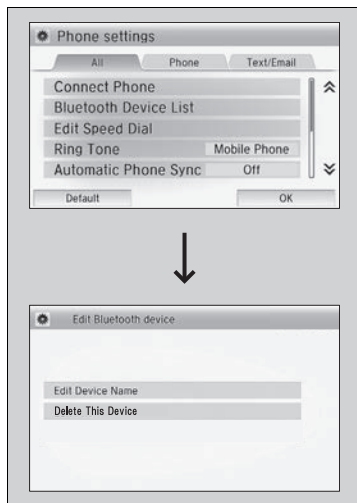 Phone settings
All Phone Text/Email
Connect Phone
Bluetooth Device List
Edit Speed Dial
Ring Tone Mobile Phone
Automatic Phone Sync Off
Default OK
Edit Bluetooth device
Edit Device Name
Delete This Device